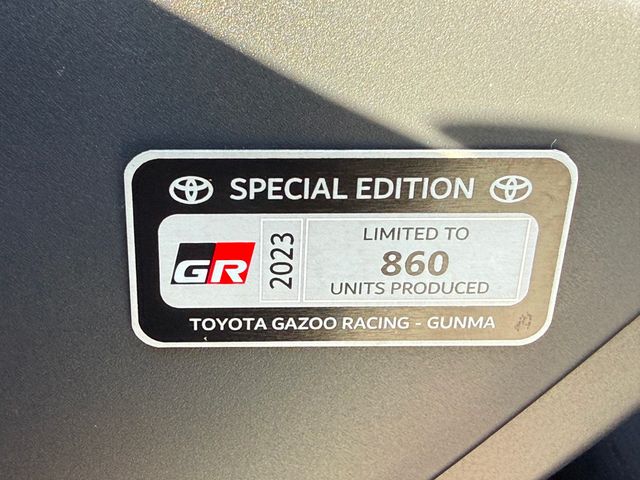 SPECIAL EDITION
GR
2023
LIMITED TO
860
UNITS PRODUCED
TOYOTA GAZOO RACING - GUNMA